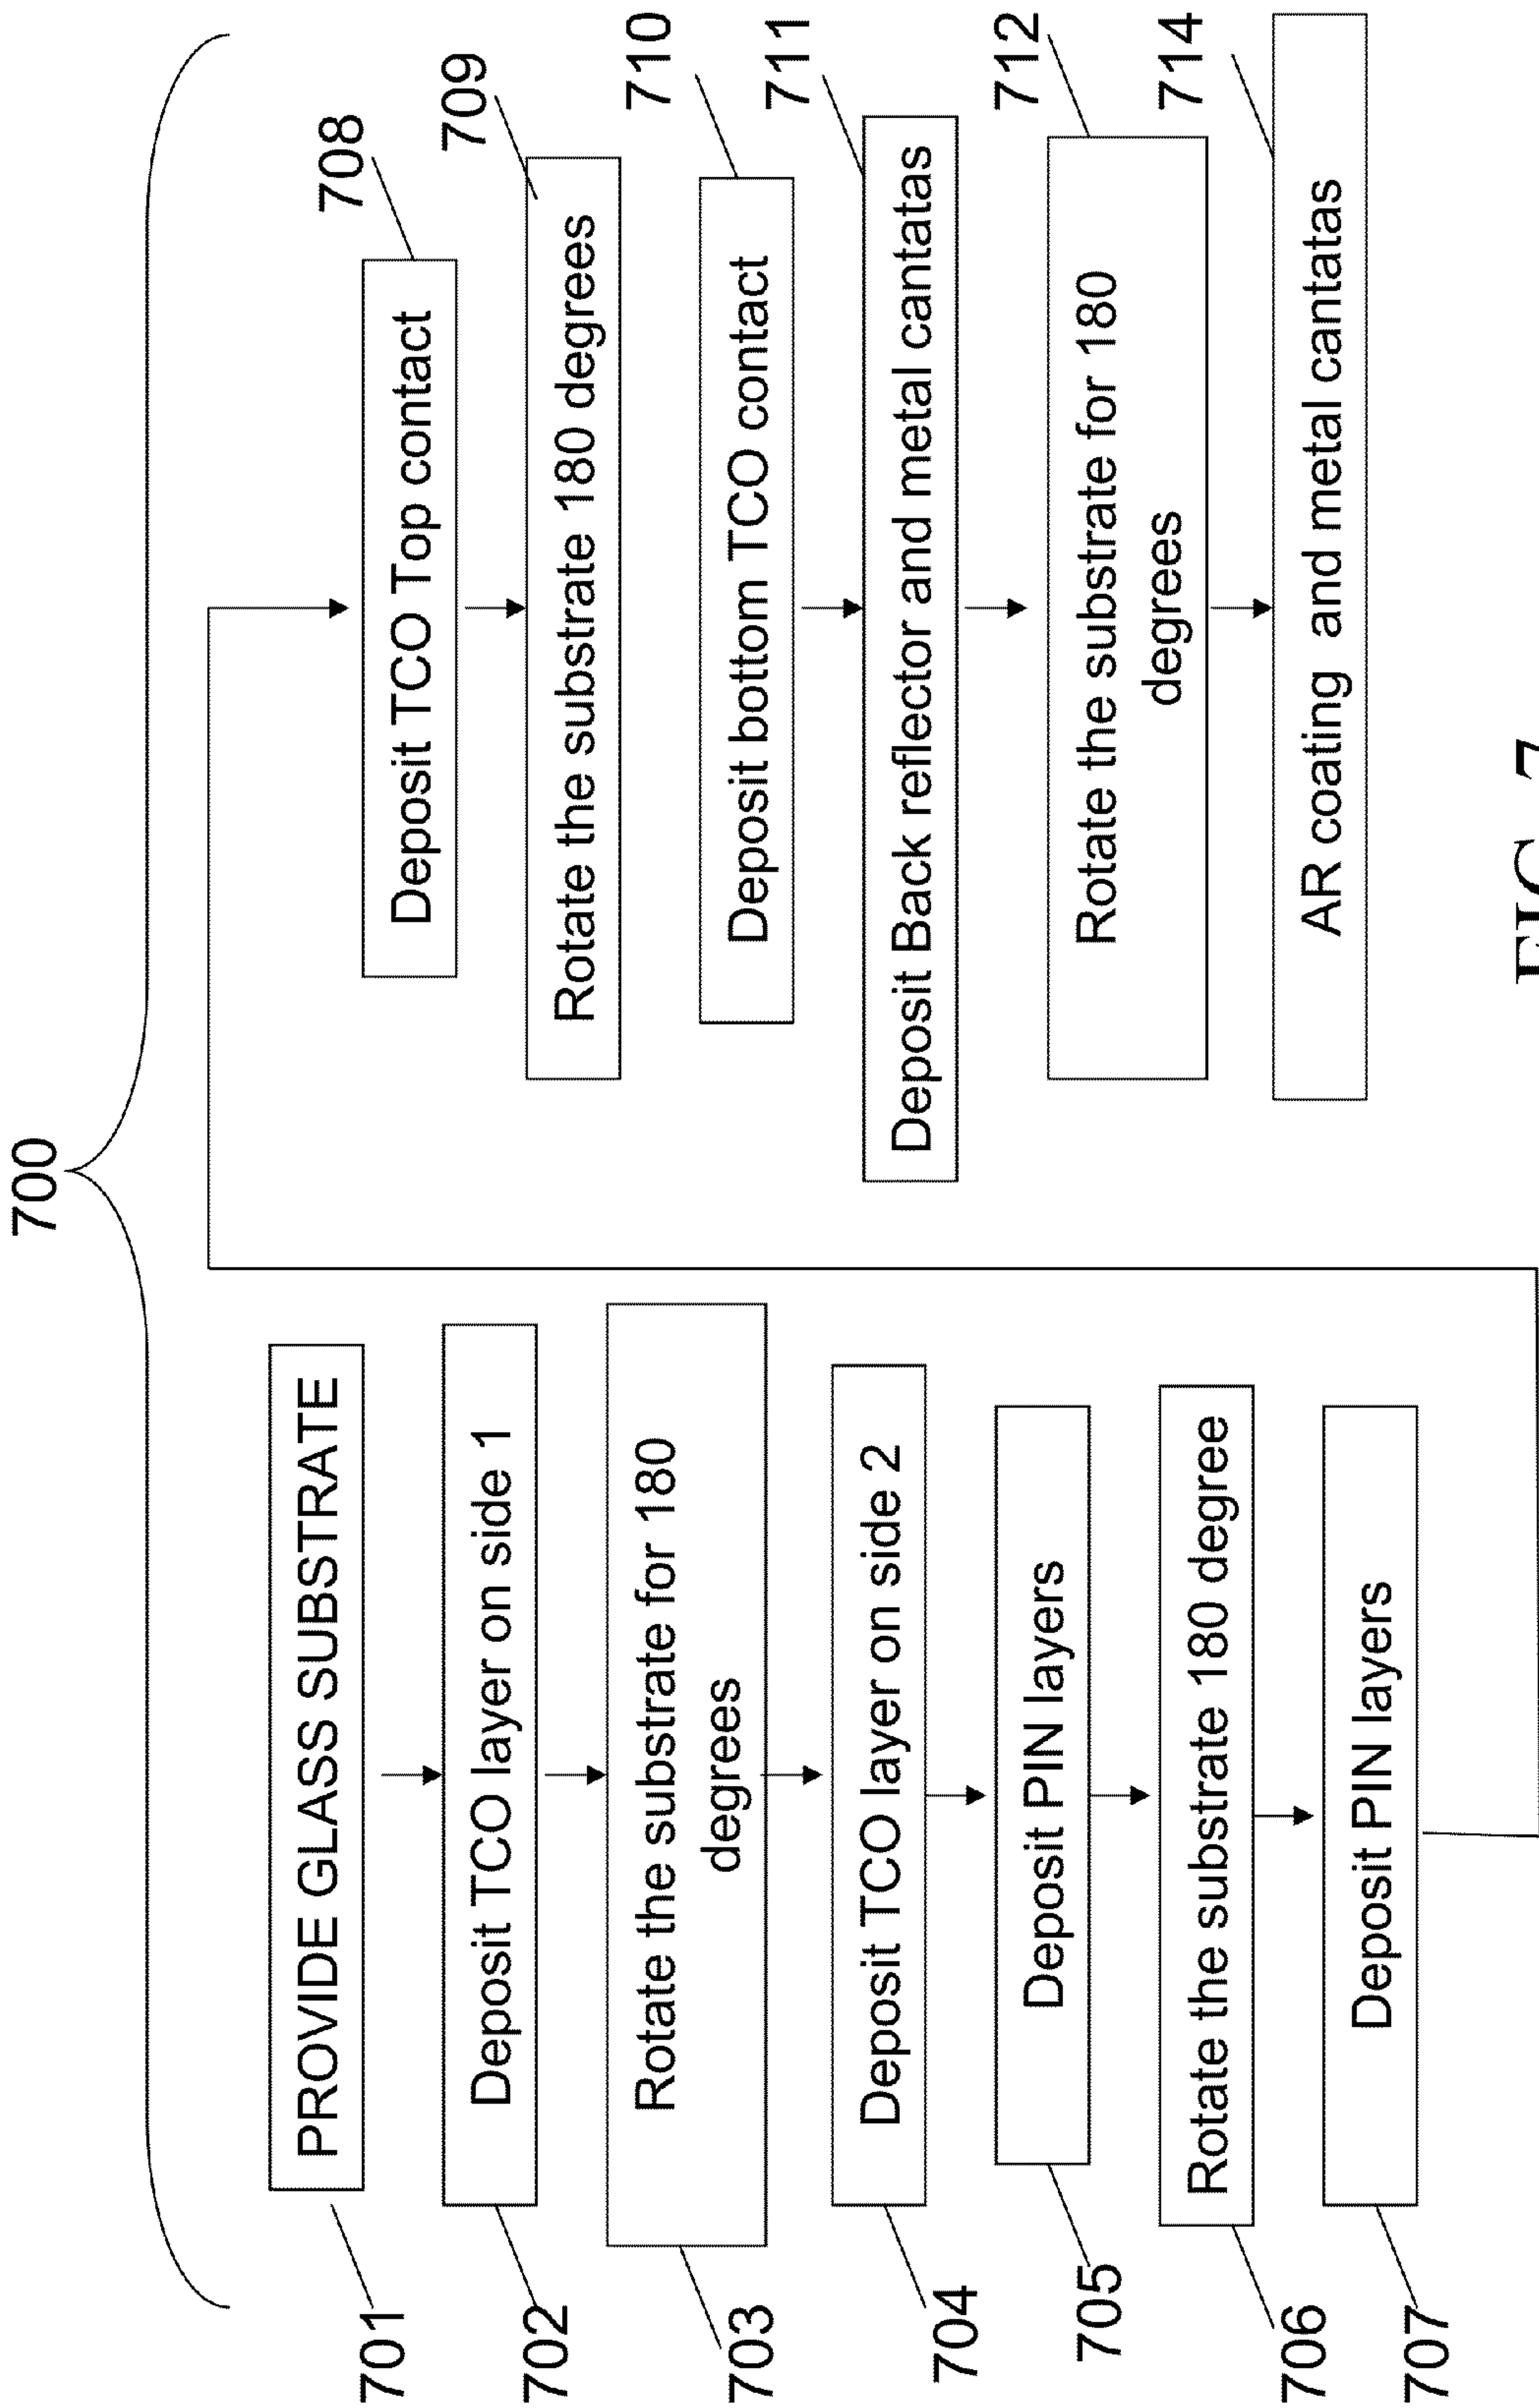 700
701
PROVIDE GLASS SUBSTRATE
702
Deposit TCO layer on side 1
703
Rotate the substrate for 180
degrees
704
Deposit TCO layer on side 2
705
Deposit PIN layers
706
Rotate the substrate 180 degree
707
Deposit PIN layers
708
Deposit TCO Top contact
709
Rotate the substrate 180 degrees
710
Deposit bottom TCO contact
711
Deposit Back reflector and metal cantatas
712
Rotate the substrate for 180
degrees
714
AR coating and metal cantatas
FIG. 7